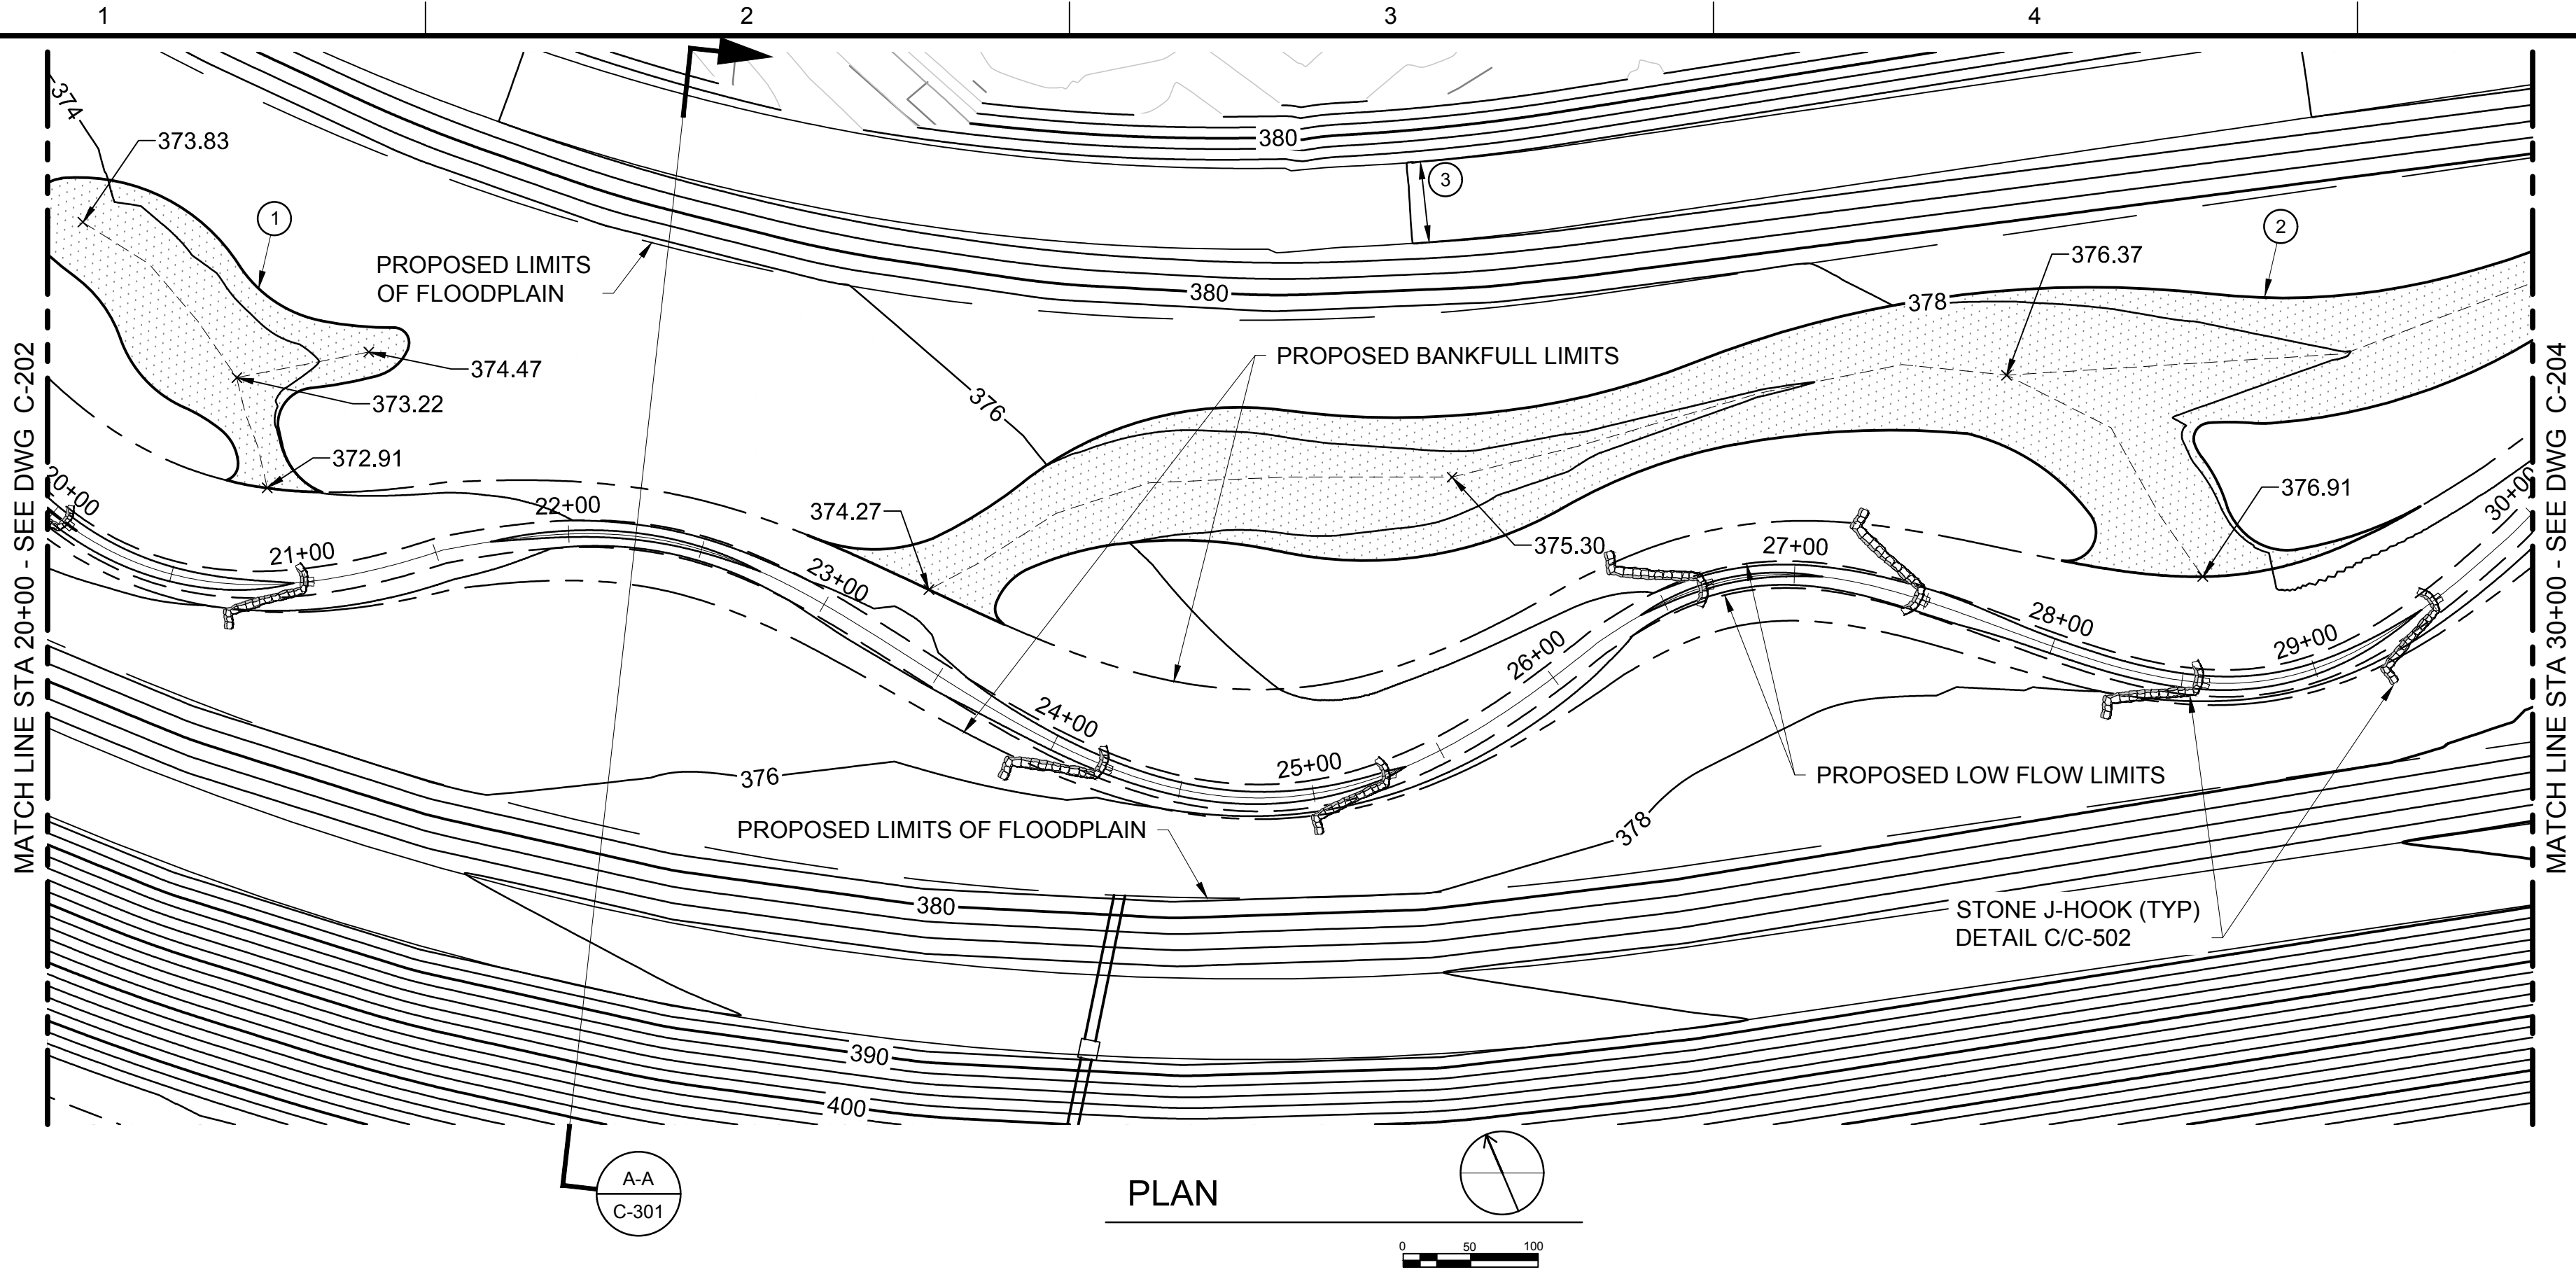 1
2
3
4
374
373.83
380
3
1
2
PROPOSED LIMITS
OF FLOODPLAIN
376.37
380
378
374.47
PROPOSED BANKFULL LIMITS
373.22
376
372.91
376.91
MATCH LINE STA 20+00 - SEE DWG C-202
MATCH LINE STA 30+00 - SEE DWG C-204
20+00
22+00
374.27
30+00
21+00
375.30
27+00
23+00
28+00
29+00
26+00
24+00
25+00
376
PROPOSED LOW FLOW LIMITS
PROPOSED LIMITS OF FLOODPLAIN
378
380
STONE J-HOOK (TYP)
DETAIL C/C-502
390
400
A-A
C-301
PLAN
0 50 100